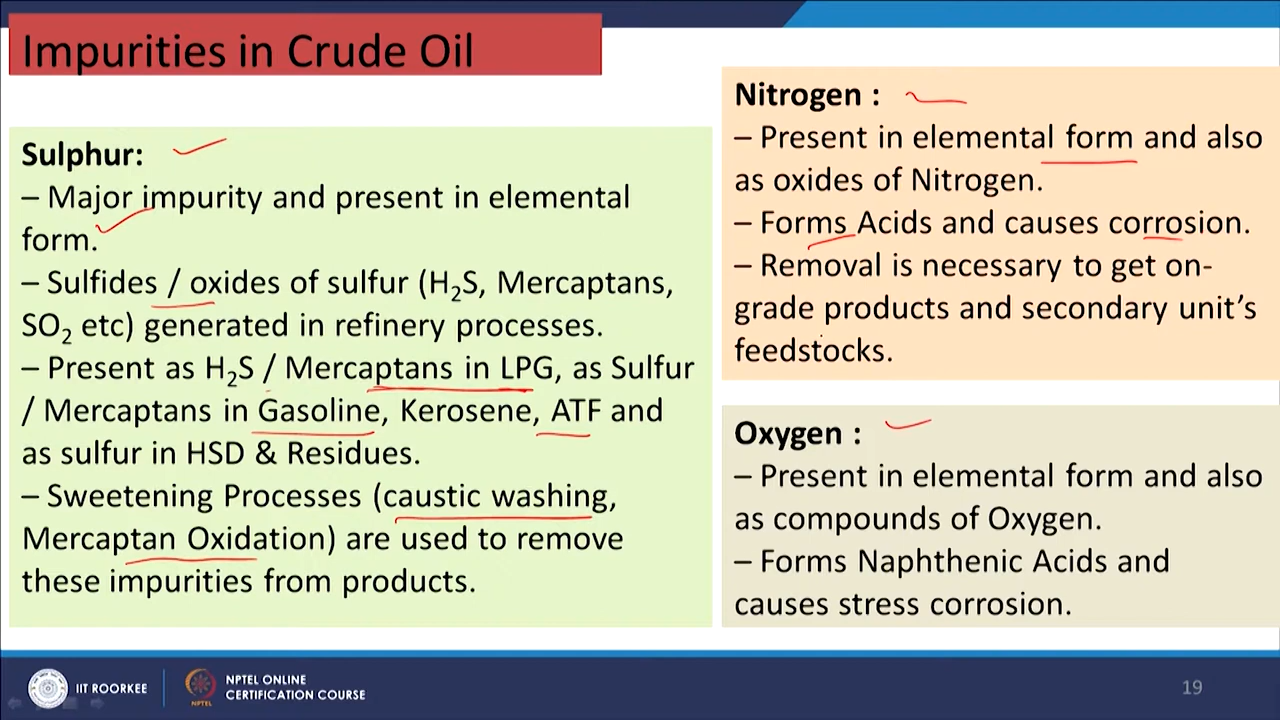 Impurities in Crude Oil
Sulphur:
– Major impurity and present in elemental
form.
– Sulfides / oxides of sulfur (H₂S, Mercaptans,
SO₂ etc) generated in refinery processes.
– Present as H₂S / Mercaptans in LPG, as Sulfur
/ Mercaptans in Gasoline, Kerosene, ATF and
as sulfur in HSD & Residues.
– Sweetening Processes (caustic washing,
Mercaptan Oxidation) are used to remove
these impurities from products.
Nitrogen :
– Present in elemental form and also
as oxides of Nitrogen.
– Forms Acids and causes corrosion.
– Removal is necessary to get on-
grade products and secondary unit's
feedstocks.
Oxygen :
– Present in elemental form and also
as compounds of Oxygen.
– Forms Naphthenic Acids and
causes stress corrosion.
IIT ROORKEE
NPTEL
NPTEL ONLINE
CERTIFICATION COURSE
19